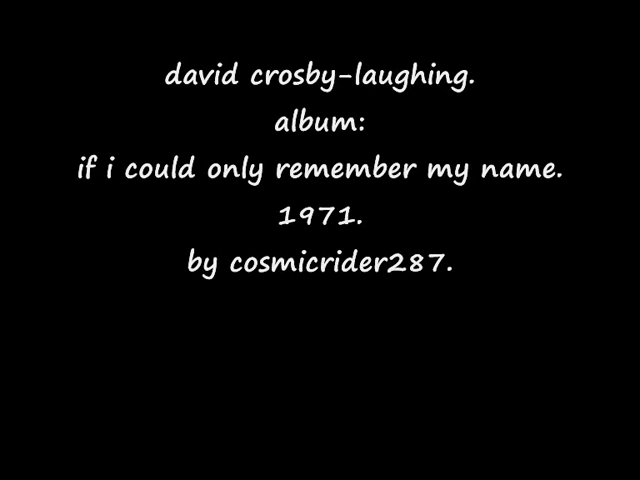 david crosby-laughing.
album:
if i could only remember my name.
1971.
by cosmicrider287.